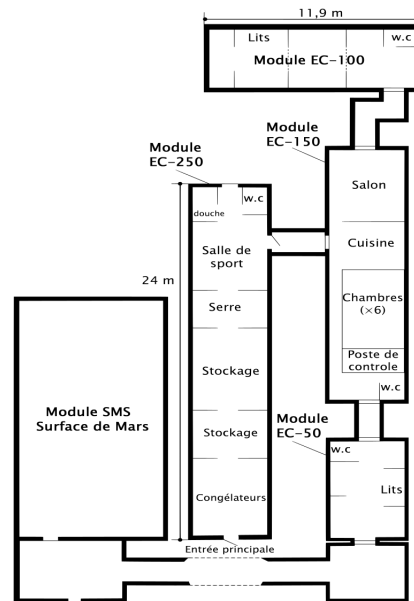 11,9 m
Lits
w.c
Module EC-100
Module
EC-150
Module
EC-250
w.c
Salon
douche
Salle de
sport
Cuisine
24 m
Serre
Chambres
(×6)
Stockage
Poste de
controle
w.c
Module SMS
Surface de Mars
Module
EC-50
Stockage
w.c
Congélateurs
Lits
Entrée principale